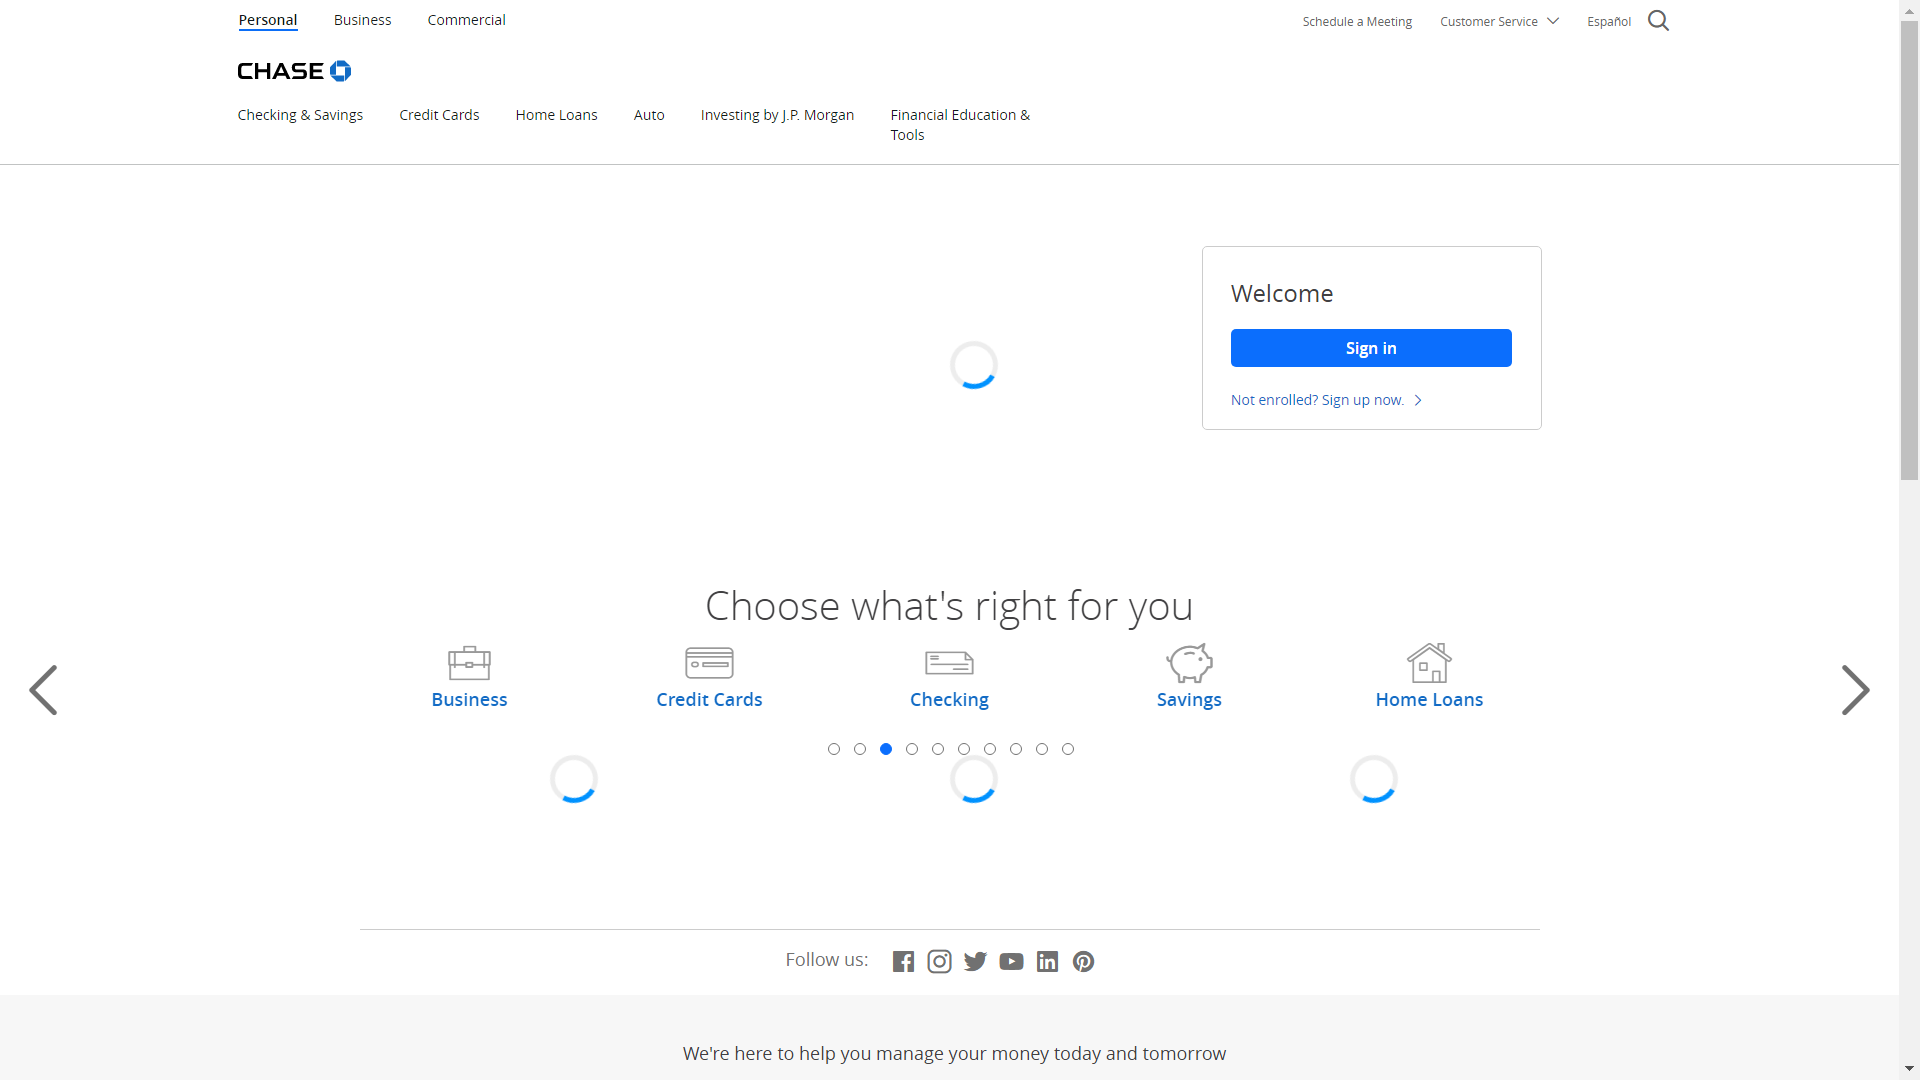 Personal
Business
Commercial
Schedule a Meeting
Customer Service
Español
CHASE
Checking & Savings
Credit Cards
Home Loans
Auto
Investing by J.P. Morgan
Financial Education &
Tools
Welcome
Sign in
Not enrolled? Sign up now.
Choose what's right for you
Business
Credit Cards
Checking
Savings
Home Loans
Follow us:
We're here to help you manage your money today and tomorrow